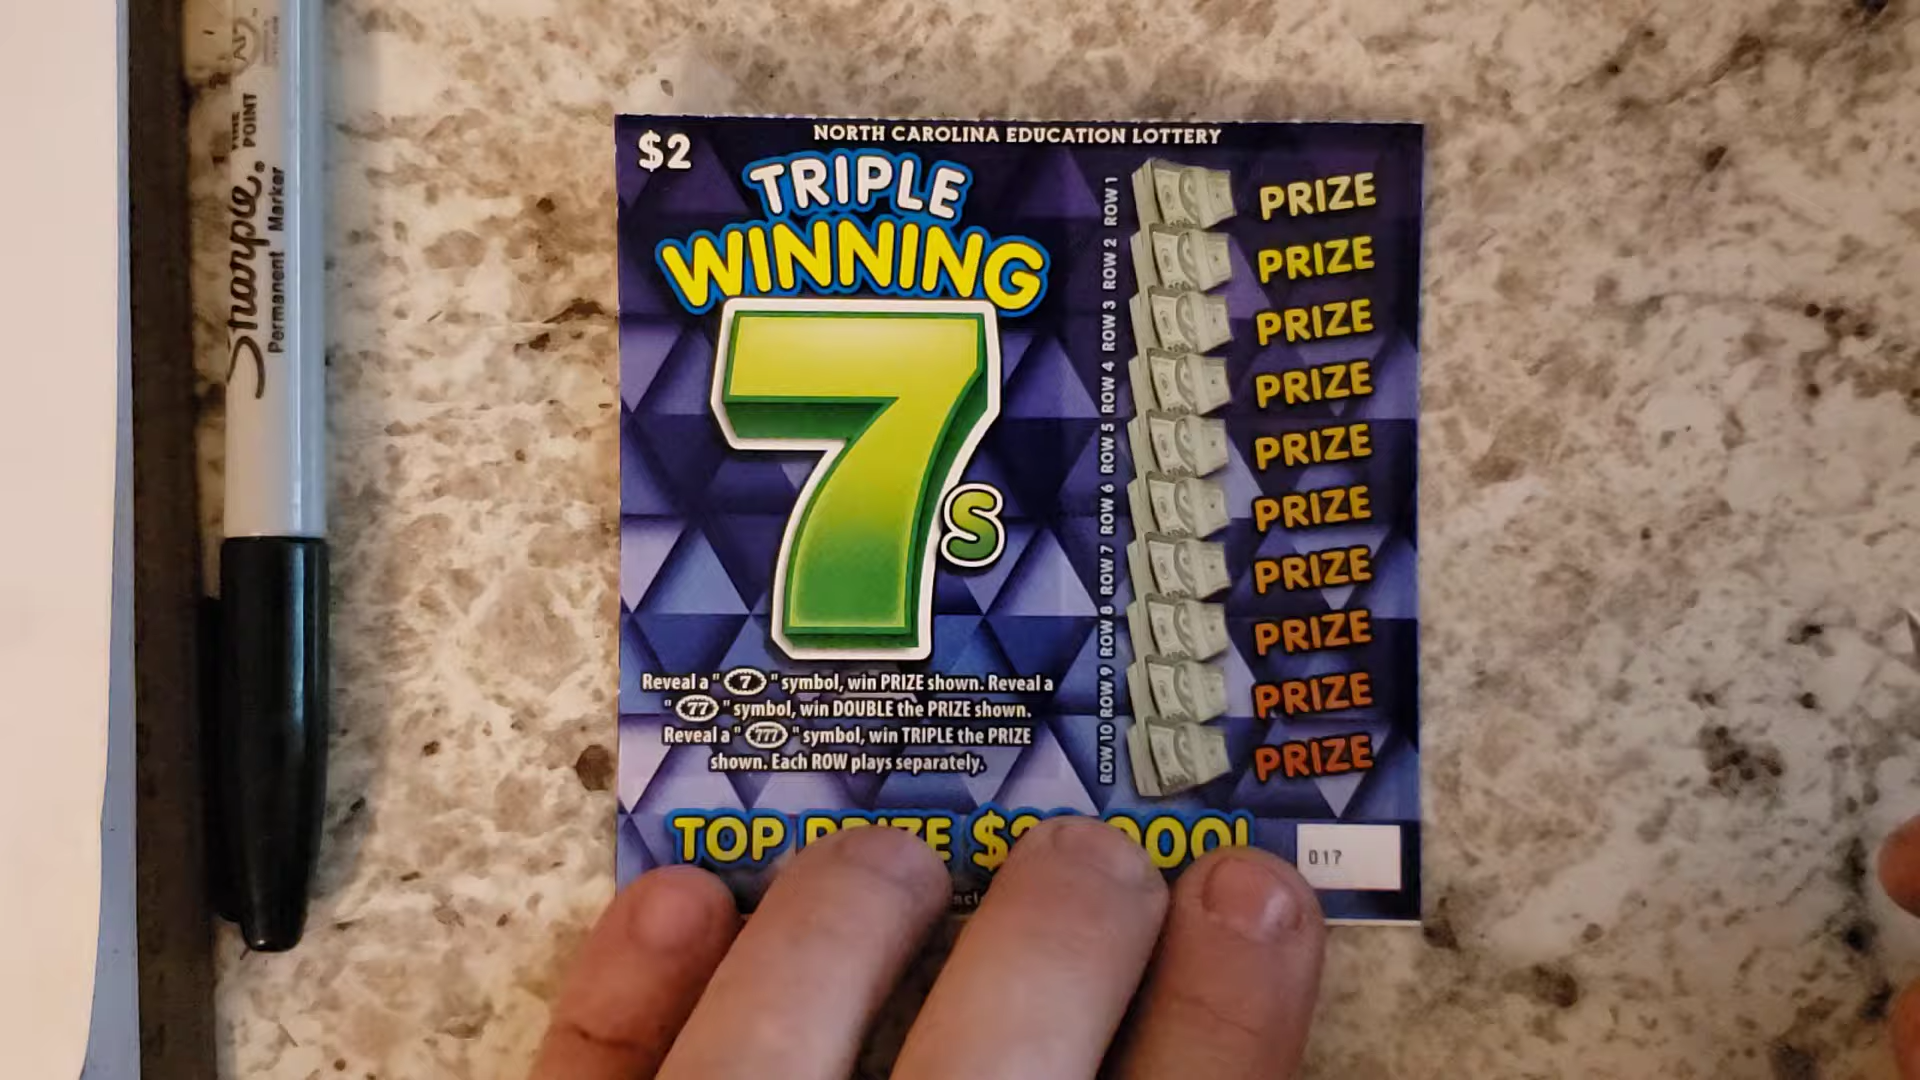 $2
NORTH CAROLINA EDUCATION LOTTERY
TRIPLE
WINNING
7s
Reveal a "7" symbol, win PRIZE shown. Reveal a
"77" symbol, win DOUBLE the PRIZE shown.
Reveal a "777" symbol, win TRIPLE the PRIZE
shown. Each ROW plays separately.
ROW 1 PRIZE
ROW 2 PRIZE
ROW 3 PRIZE
ROW 4 PRIZE
ROW 5 PRIZE
ROW 6 PRIZE
ROW 7 PRIZE
ROW 8 PRIZE
ROW 9 PRIZE
ROW 10 PRIZE
TOP PRIZE
017
Sharpie.
Permanent Marker
POINT